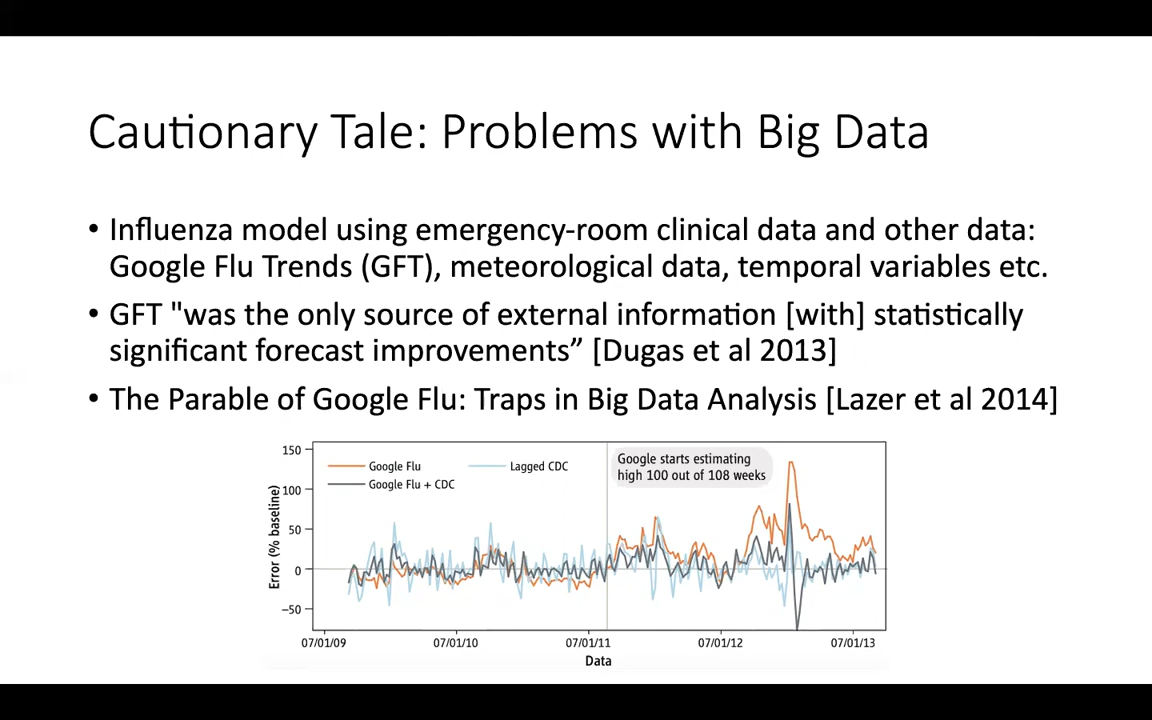 Cautionary Tale: Problems with Big Data
• Influenza model using emergency-room clinical data and other data:
Google Flu Trends (GFT), meteorological data, temporal variables etc.
• GFT "was the only source of external information [with] statistically
significant forecast improvements” [Dugas et al 2013]
• The Parable of Google Flu: Traps in Big Data Analysis [Lazer et al 2014]
150
Google Flu
Lagged CDC
Google Flu + CDC
Google starts estimating
high 100 out of 108 weeks
100
50
0
–50
Error (% baseline)
07/01/09
07/01/10
07/01/11
07/01/12
07/01/13
Data